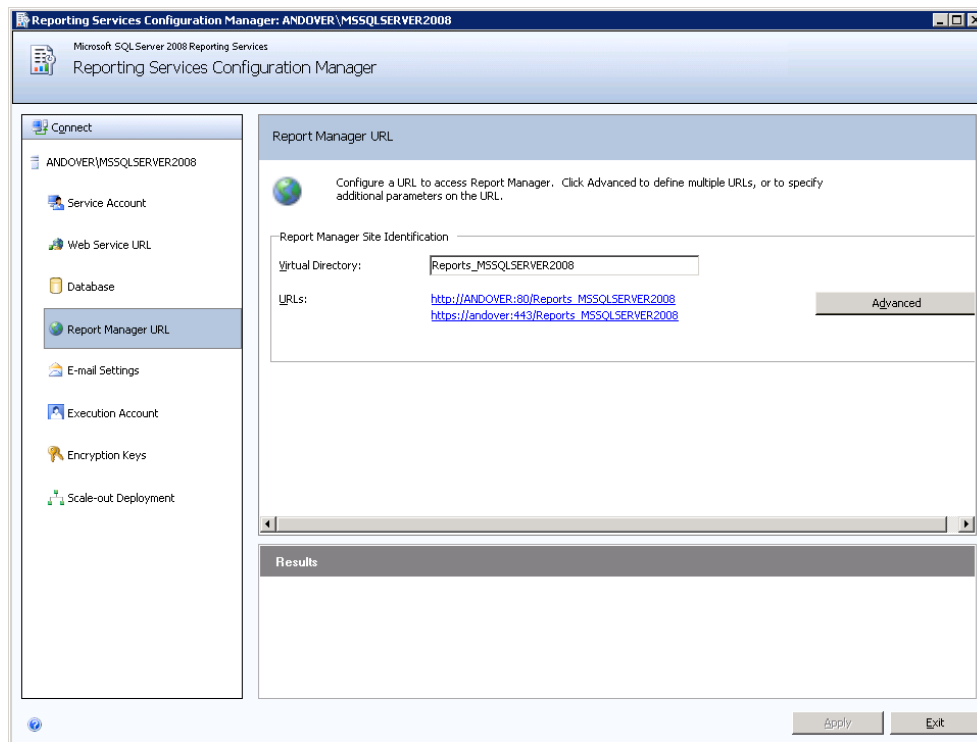 Reporting Services Configuration Manager: ANDOVER\MSSQLSERVER2008
Microsoft SQL Server 2008 Reporting Services
Reporting Services Configuration Manager
Connect
ANDOVER\MSSQLSERVER2008
Service Account
Web Service URL
Database
Report Manager URL
E-mail Settings
Execution Account
Encryption Keys
Scale-out Deployment
Report Manager URL
Configure a URL to access Report Manager. Click Advanced to define multiple URLs, or to specify
additional parameters on the URL.
Report Manager Site Identification
Virtual Directory:
Reports_MSSQLSERVER2008
URLs:
http://ANDOVER:80/Reports_MSSQLSERVER2008
https://andover:443/Reports_MSSQLSERVER2008
Advanced
Results
Apply
Exit